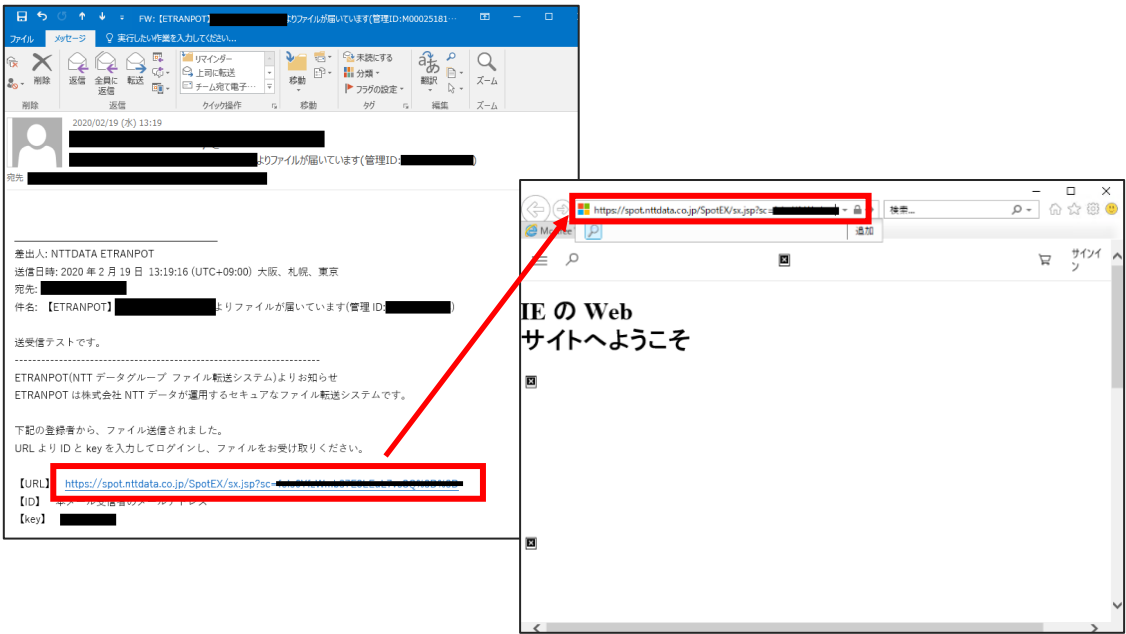 FW: 【ETRANPOT】 よりファイルが届いています(管理ID:M00025181…
ファイル メッセージ 実行したい作業を入力してください...
削除 返信 全員に返信 転送 リマインダー 上司に転送 チーム宛て電子… 移動 未読にする 分類 フラグの設定 翻訳 ズーム
削除 返信 クイック操作 移動 タグ 編集 ズーム
2020/02/19 (水) 13:19
よりファイルが届いています(管理ID: )
宛先
差出人: NTTDATA ETRANPOT
送信日時: 2020 年 2 月 19 日 13:19:16 (UTC+09:00) 大阪、札幌、東京
宛先:
件名: 【ETRANPOT】 よりファイルが届いています(管理 ID: )
送受信テストです。
----------------------------------------------------------------
ETRANPOT(NTT データグループ ファイル転送システム)よりお知らせ
ETRANPOT は株式会社 NTT データが運用するセキュアなファイル転送システムです。
下記の登録者から、ファイル送信されました。
URL より ID と key を入力してログインし、ファイルをお受け取りください。
【URL】 https://spot.nttdata.co.jp/SpotEX/sx.jsp?sc=
【ID】 本メール受信者のメールアドレス
【key】
https://spot.nttdata.co.jp/SpotEX/sx.jsp?sc=
検索...
追加
サインイン
IE の Web
サイトへようこそ